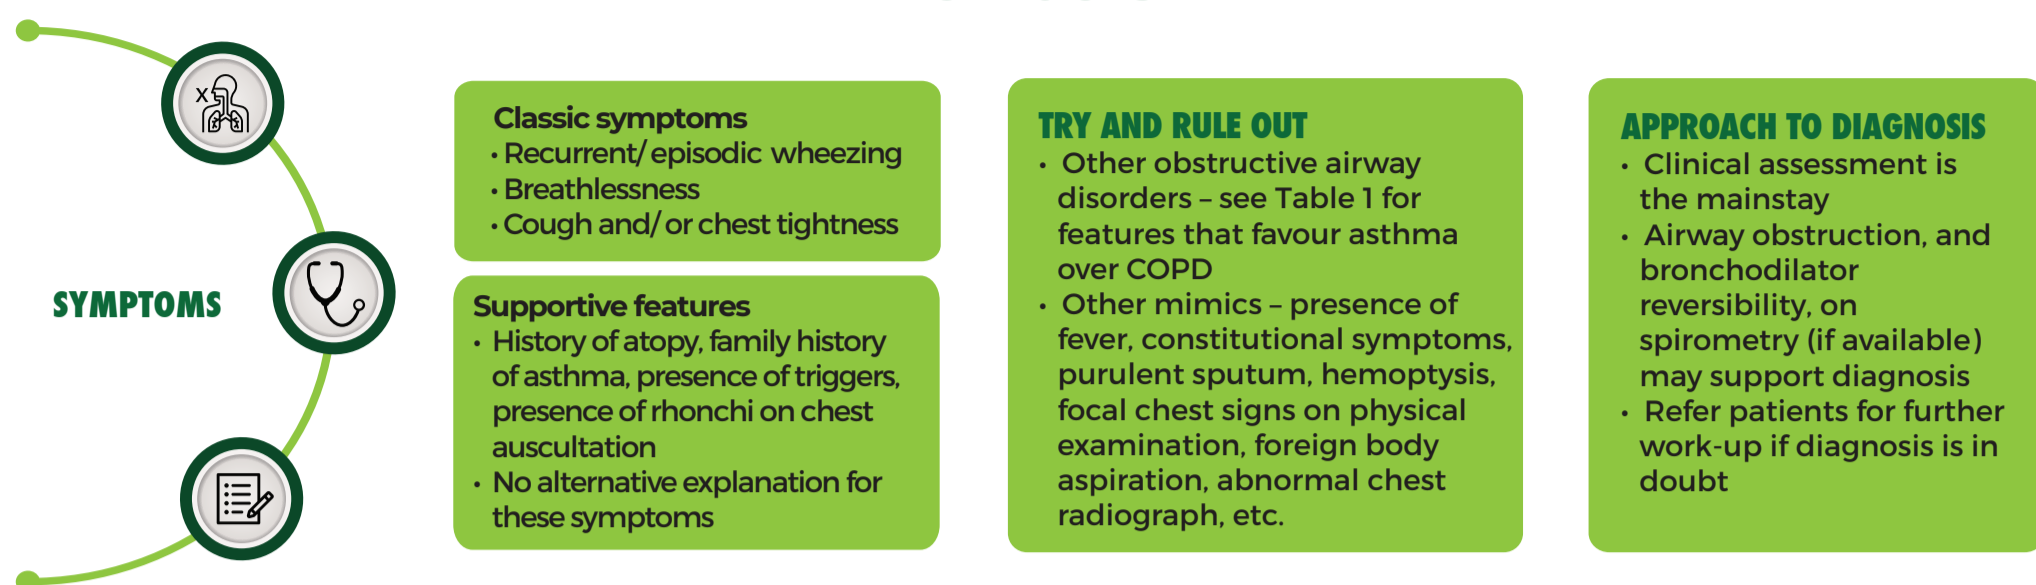 X
SYMPTOMS
Classic symptoms
• Recurrent/ episodic wheezing
• Breathlessness
• Cough and/ or chest tightness
Supportive features
• History of atopy, family history
of asthma, presence of triggers,
presence of rhonchi on chest
auscultation
• No alternative explanation for
these symptoms
TRY AND RULE OUT
• Other obstructive airway
disorders – see Table 1 for
features that favour asthma
over COPD
• Other mimics – presence of
fever, constitutional symptoms,
purulent sputum, hemoptysis,
focal chest signs on physical
examination, foreign body
aspiration, abnormal chest
radiograph, etc.
APPROACH TO DIAGNOSIS
• Clinical assessment is
the mainstay
• Airway obstruction, and
bronchodilator
reversibility, on
spirometry (if available)
may support diagnosis
• Refer patients for further
work-up if diagnosis is in
doubt